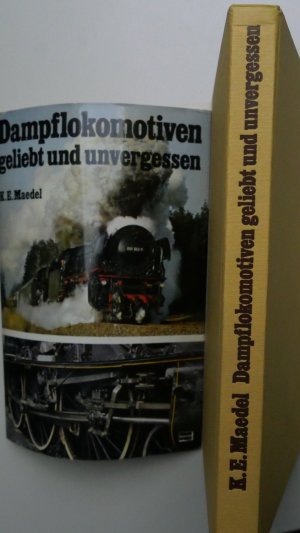 Dampflokomotiven
geliebt und unvergessen
K.E. Maedel
K.E. Maedel Dampflokomotiven geliebt und unvergessen